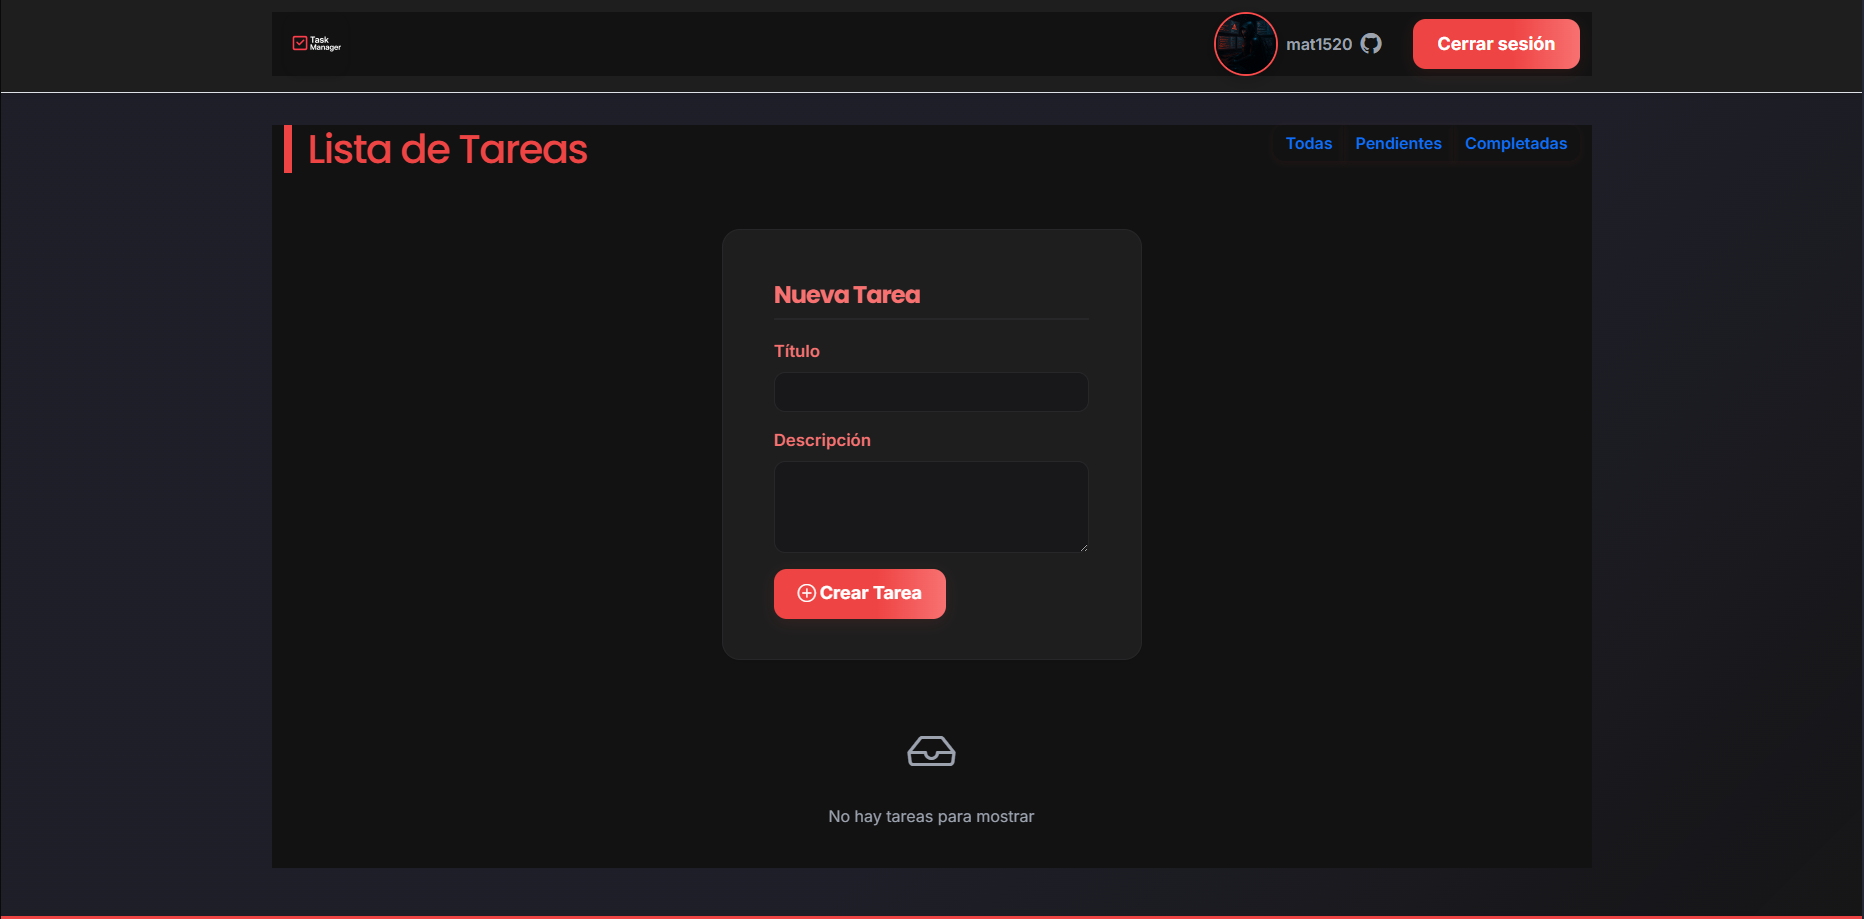 Task
Manager
mat1520
Cerrar sesión
Lista de Tareas
Todas Pendientes Completadas
Nueva Tarea
Título
Descripción
Crear Tarea
No hay tareas para mostrar